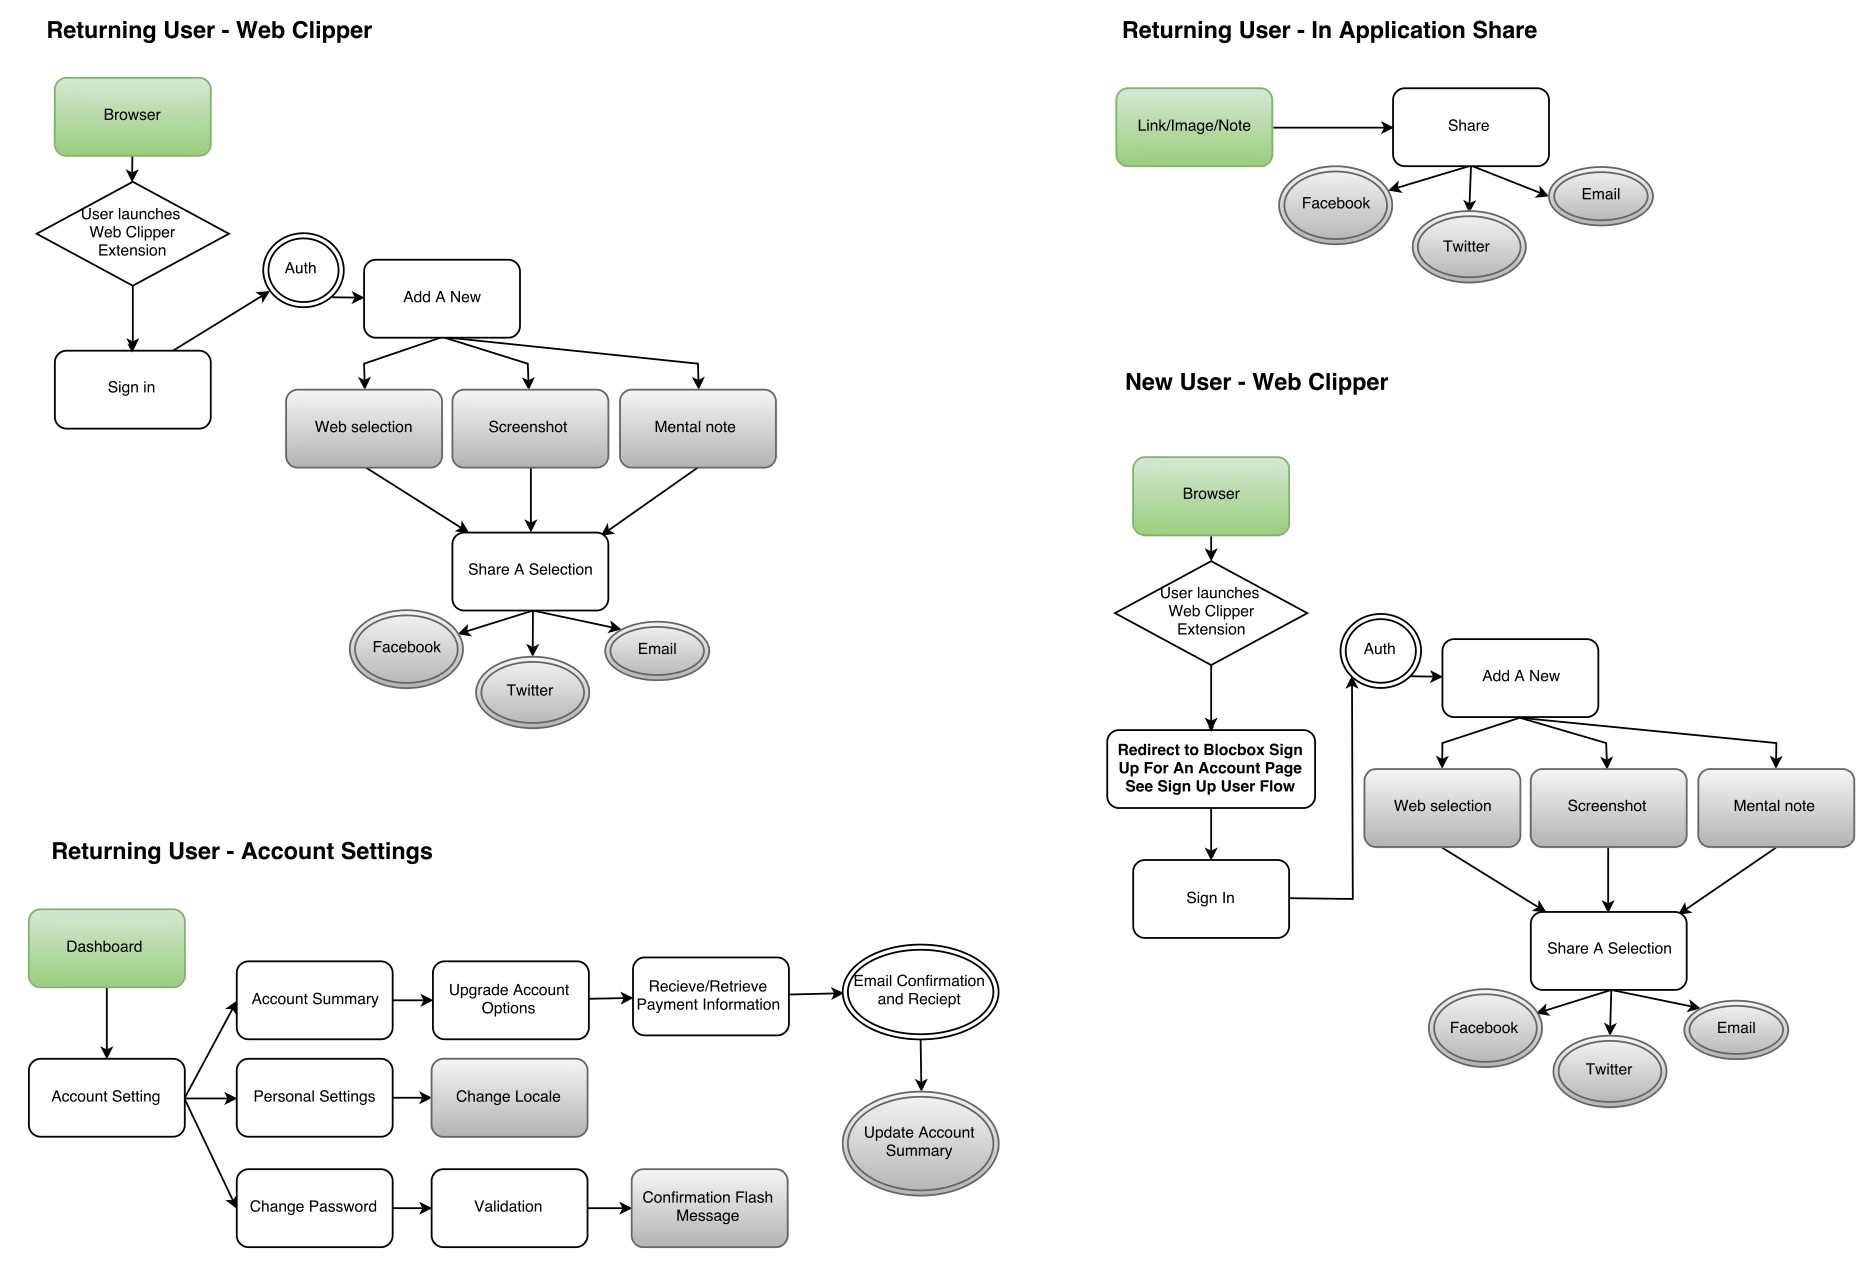 Returning User - Web Clipper
Browser
User launches
Web Clipper
Extension
Auth
Add A New
Sign in
Web selection
Screenshot
Mental note
Share A Selection
Facebook
Twitter
Email
Returning User - In Application Share
Link/Image/Note
Share
Facebook
Twitter
Email
New User - Web Clipper
Browser
User launches
Web Clipper
Extension
Auth
Add A New
Redirect to Blocbox Sign
Up For An Account Page
See Sign Up User Flow
Sign In
Web selection
Screenshot
Mental note
Share A Selection
Facebook
Twitter
Email
Returning User - Account Settings
Dashboard
Account Setting
Account Summary
Upgrade Account
Options
Recieve/Retrieve
Payment Information
Email Confirmation
and Reciept
Update Account
Summary
Personal Settings
Change Locale
Change Password
Validation
Confirmation Flash
Message